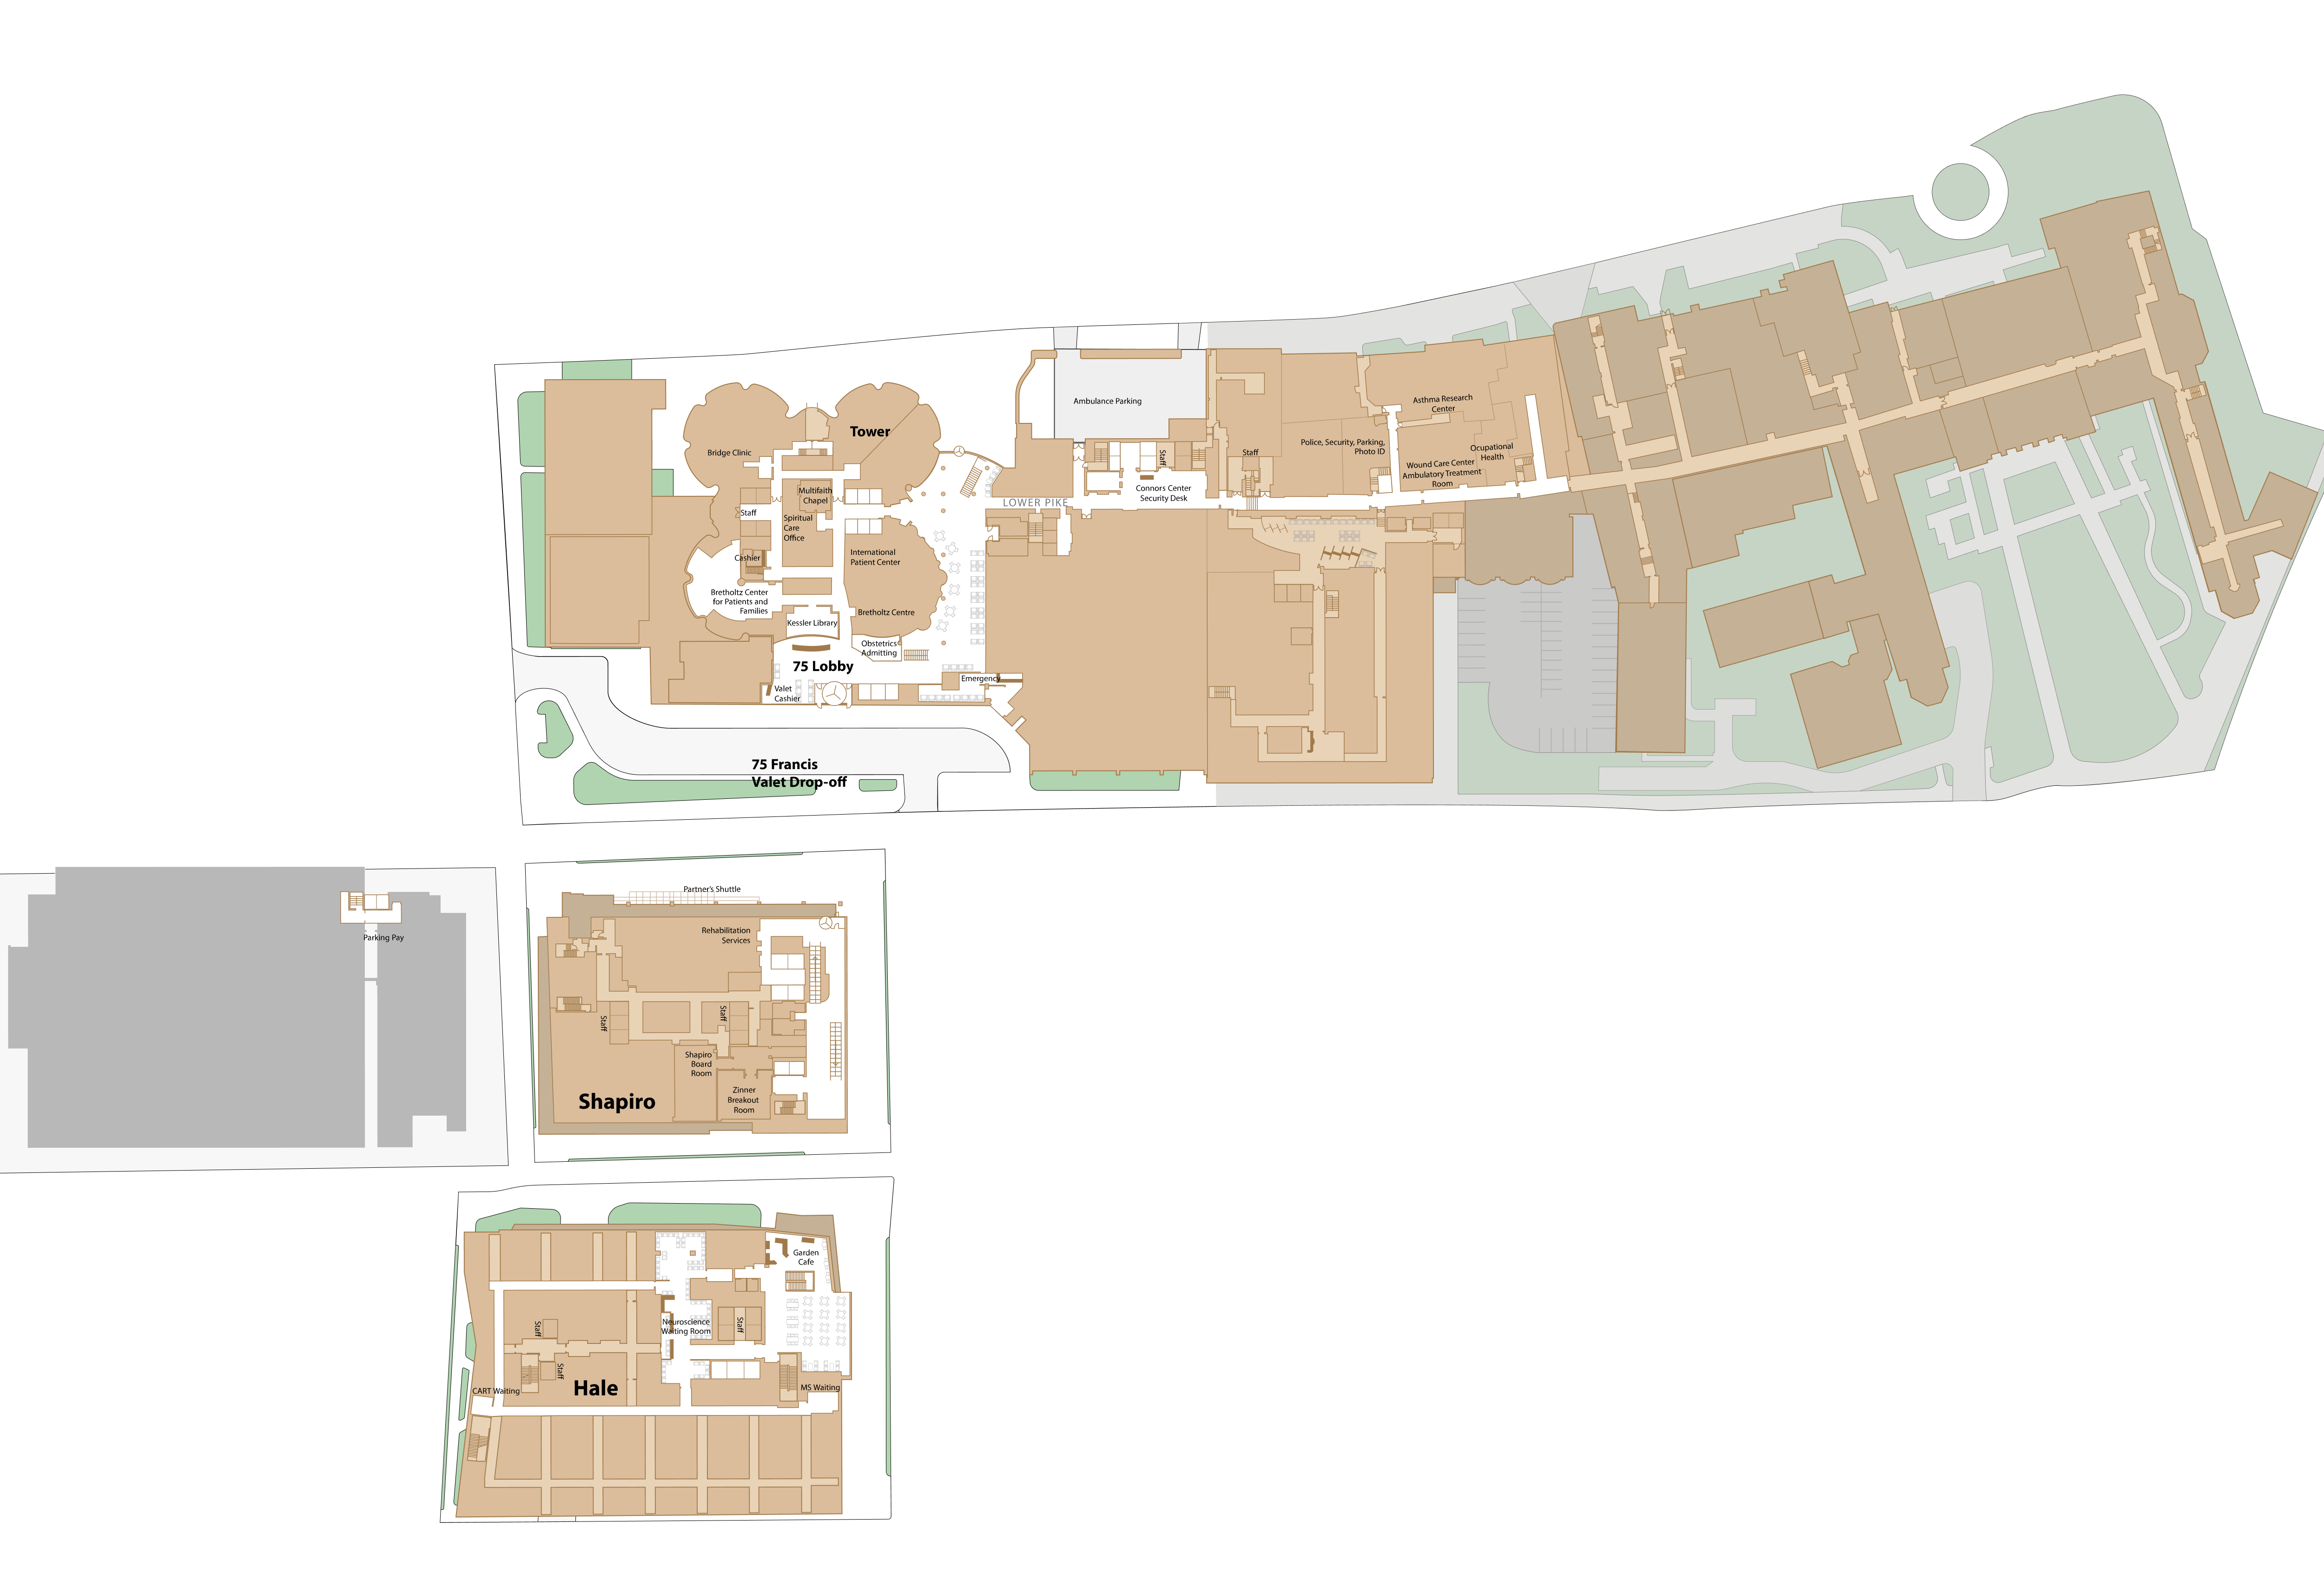 Ambulance Parking
Tower
Bridge Clinic
Multifaith
Chapel
Staff
Spiritual
Care
Office
Cashier
International
Patient Center
Bretholtz Center
for Patients and
Families
Bretholtz Centre
Kessler Library
Obstetrics
Admitting
75 Lobby
Valet
Cashier
Emergency
LOWER PIKE
Staff
Connors Center
Security Desk
Staff
Police, Security, Parking,
Photo ID
Asthma Research
Center
Ocupational
Health
Wound Care Center
Ambulatory Treatment
Room
75 Francis
Valet Drop-off
Parking Pay
Partner's Shuttle
Rehabilitation
Services
Staff
Staff
Shapiro
Board
Room
Zinner
Breakout
Room
Shapiro
Garden
Cafe
Neuroscience
Waiting Room
Staff
Staff
Staff
CART Waiting
Hale
MS Waiting